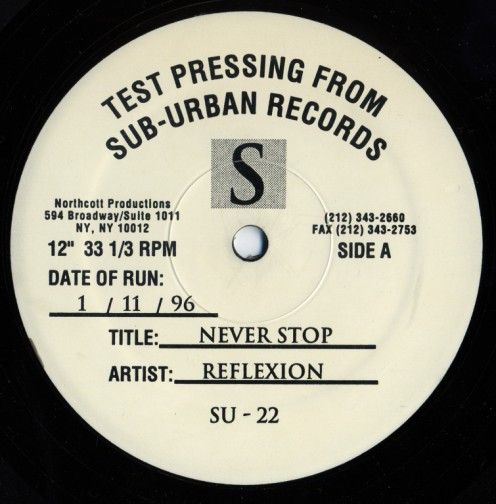 TEST PRESSING FROM
SUB-URBAN RECORDS
S
Northcott Productions
594 Broadway/Suite 1011
NY, NY 10012
(212) 343-2660
FAX (212) 343-2753
12" 33 1/3 RPM
SIDE A
DATE OF RUN:
1 / 11 / 96
TITLE: NEVER STOP
ARTIST: REFLEXION
SU - 22